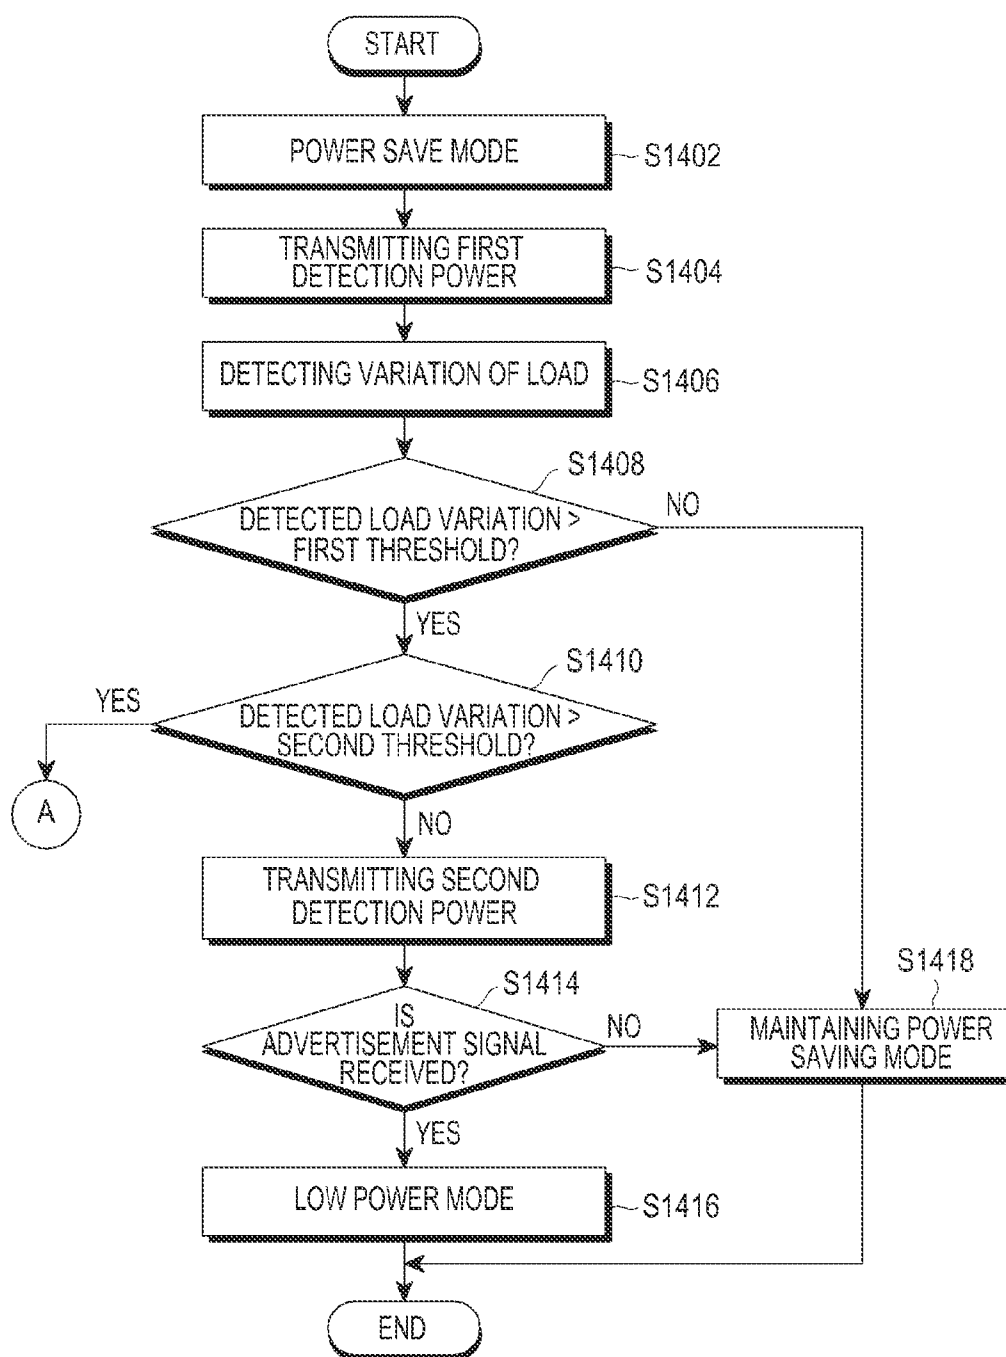 START
POWER SAVE MODE
S1402
TRANSMITTING FIRST
DETECTION POWER
S1404
DETECTING VARIATION OF LOAD
S1406
S1408
DETECTED LOAD VARIATION >
FIRST THRESHOLD?
NO
YES
S1410
YES
DETECTED LOAD VARIATION >
SECOND THRESHOLD?
A
NO
TRANSMITTING SECOND
DETECTION POWER
S1412
S1414
IS
ADVERTISEMENT SIGNAL
RECEIVED?
NO
S1418
MAINTAINING POWER
SAVING MODE
YES
LOW POWER MODE
S1416
END